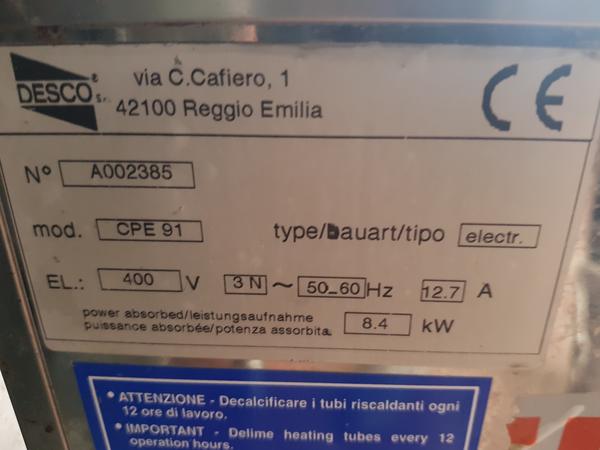 DESCO® s.r.l. via C.Cafiero, 1
42100 Reggio Emilia
CE
N° A002385
mod. CPE 91 type/bauart/tipo electr.
EL.: 400 V 3 N ~ 50_60 Hz 12.7 A
power absorbed/leistungsaufnahme
puissance absorbée/potenza assorbita 8.4 kW
• ATTENZIONE - Decalcificare i tubi riscaldanti ogni
12 ore di lavoro.
• IMPORTANT - Delime heating tubes every 12
operation hours.